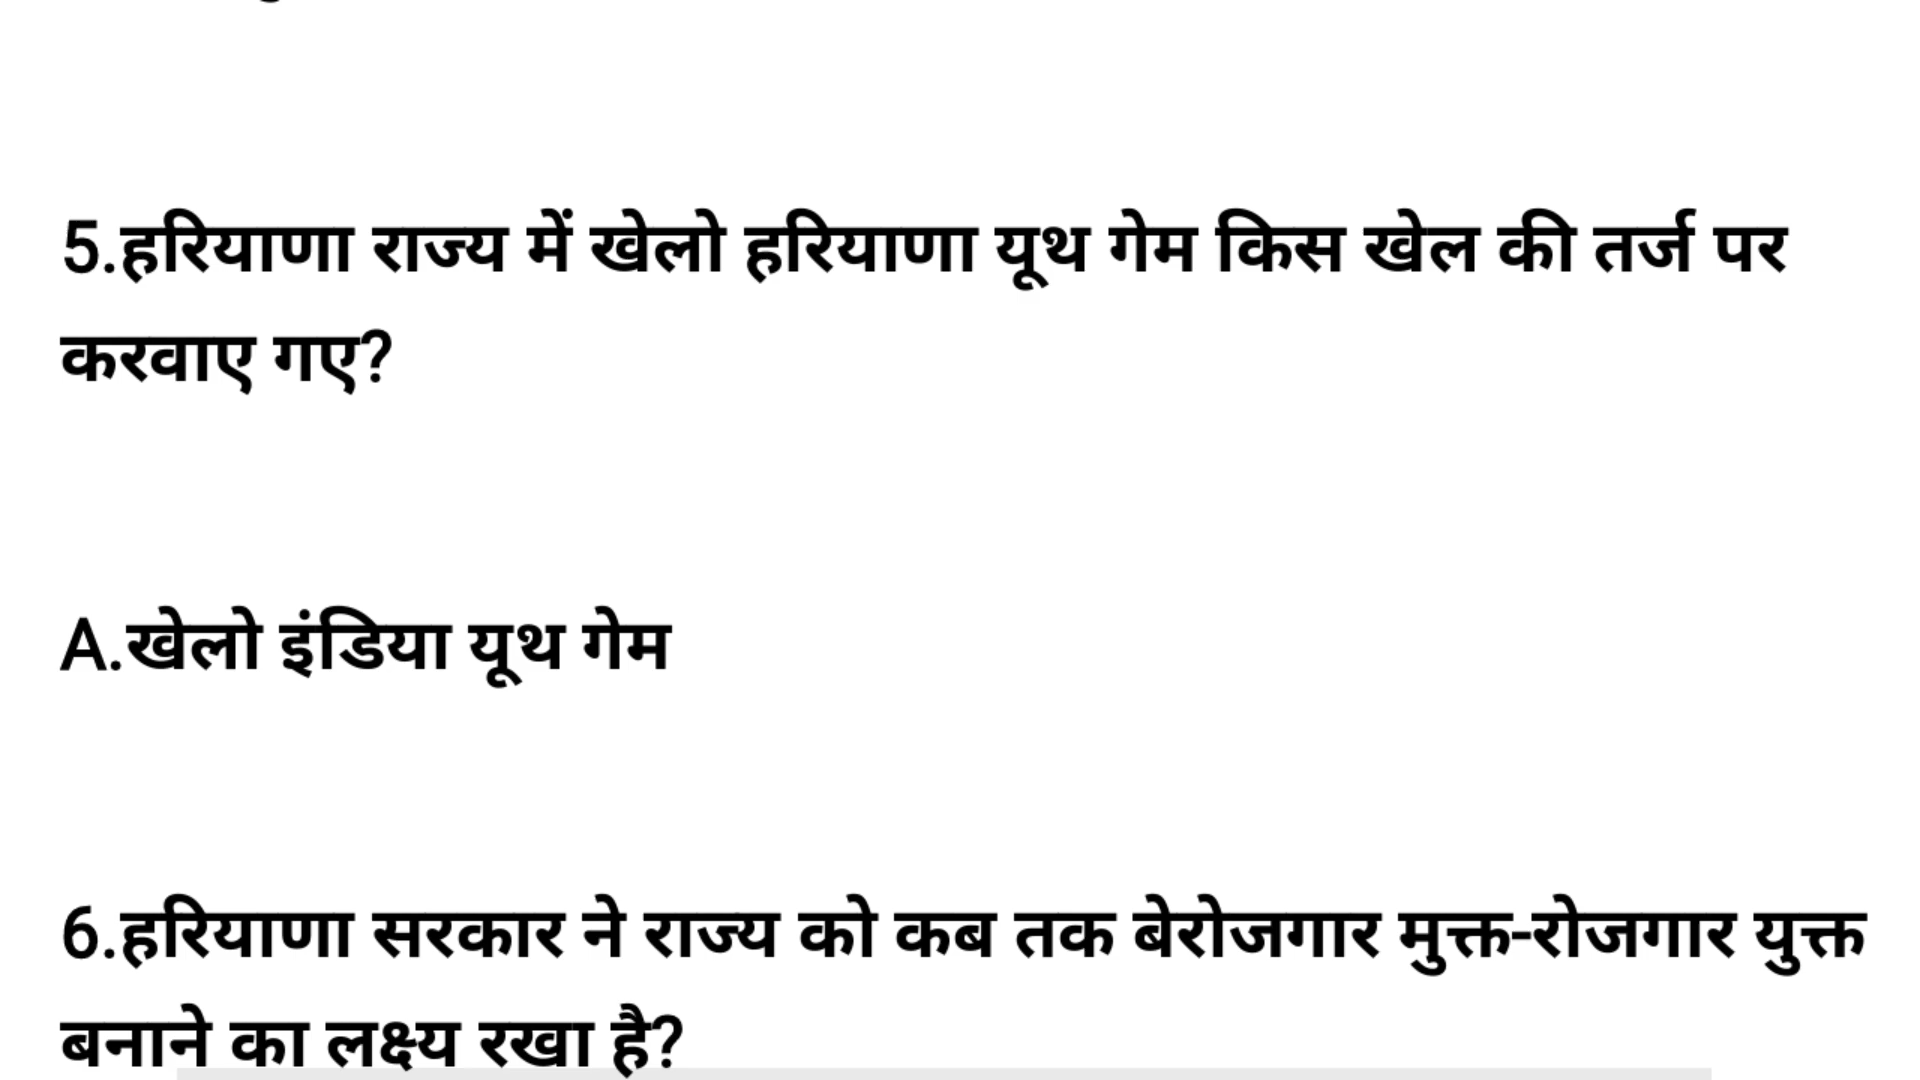 5.हरियाणा राज्य में खेलो हरियाणा यूथ गेम किस खेल की तर्ज पर
करवाए गए?
A.खेलो इंडिया यूथ गेम
6.हरियाणा सरकार ने राज्य को कब तक बेरोजगार मुक्त-रोजगार युक्त
बनाने का लक्ष्य रखा है?